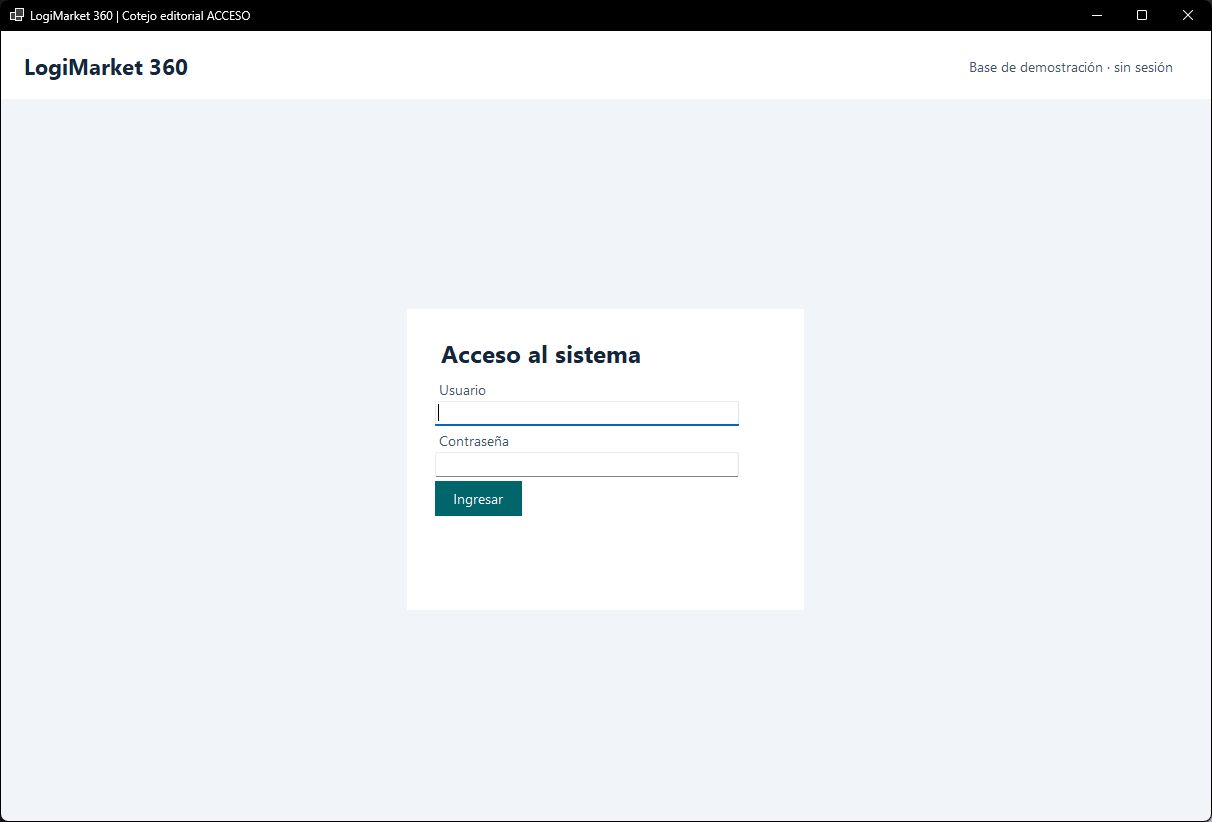 LogiMarket 360 | Cotejo editorial ACCESO
LogiMarket 360
Base de demostración · sin sesión
Acceso al sistema
Usuario
Contraseña
Ingresar